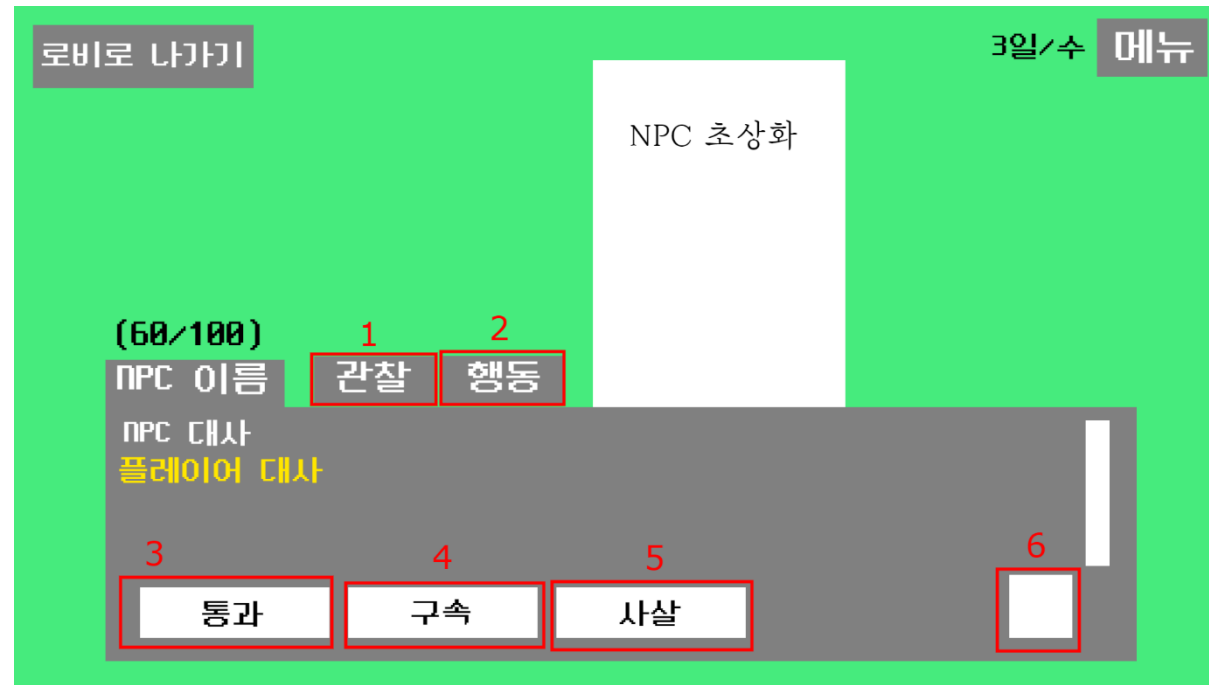 로비로 나가기
3일/수 메뉴
NPC 초상화
(60/100)
1
2
NPC 이름
관찰
행동
NPC 대사
플레이어 대사
3
4
5
6
통과
구속
사살